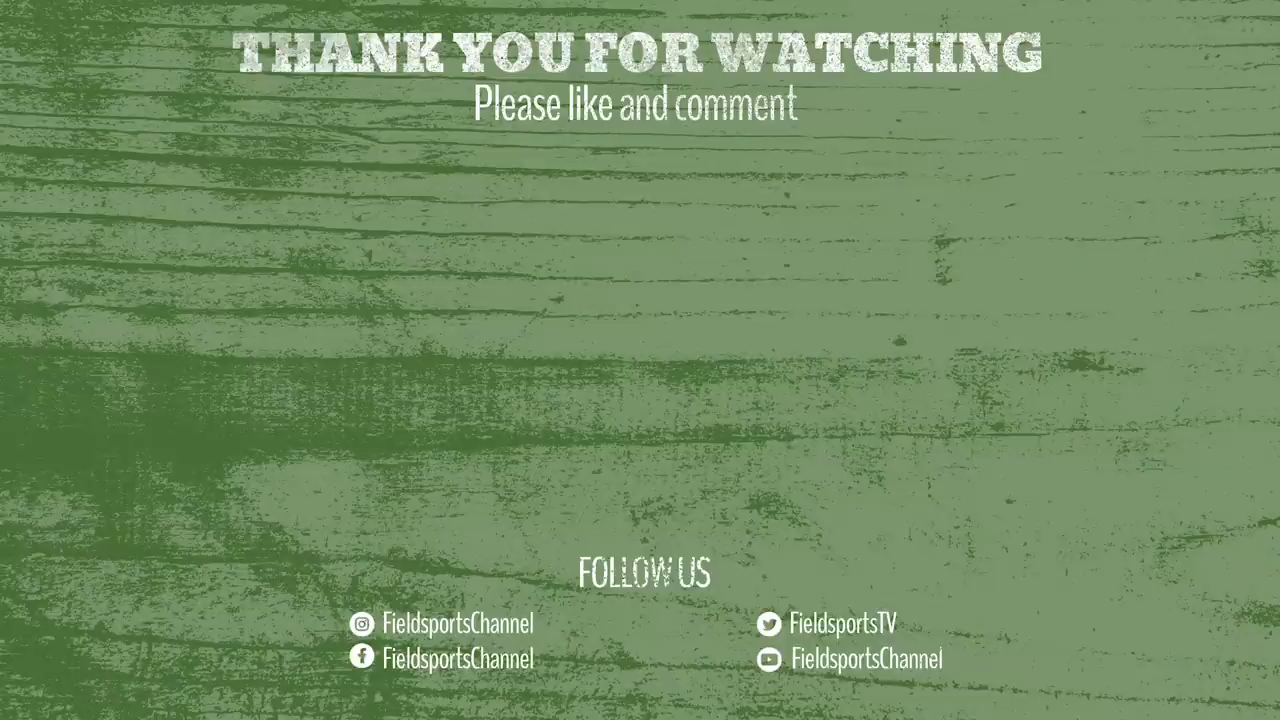 THANK YOU FOR WATCHING
Please like and comment
FOLLOW US
FieldsportsChannel
FieldsportsTV
FieldsportsChannel
FieldsportsChannel